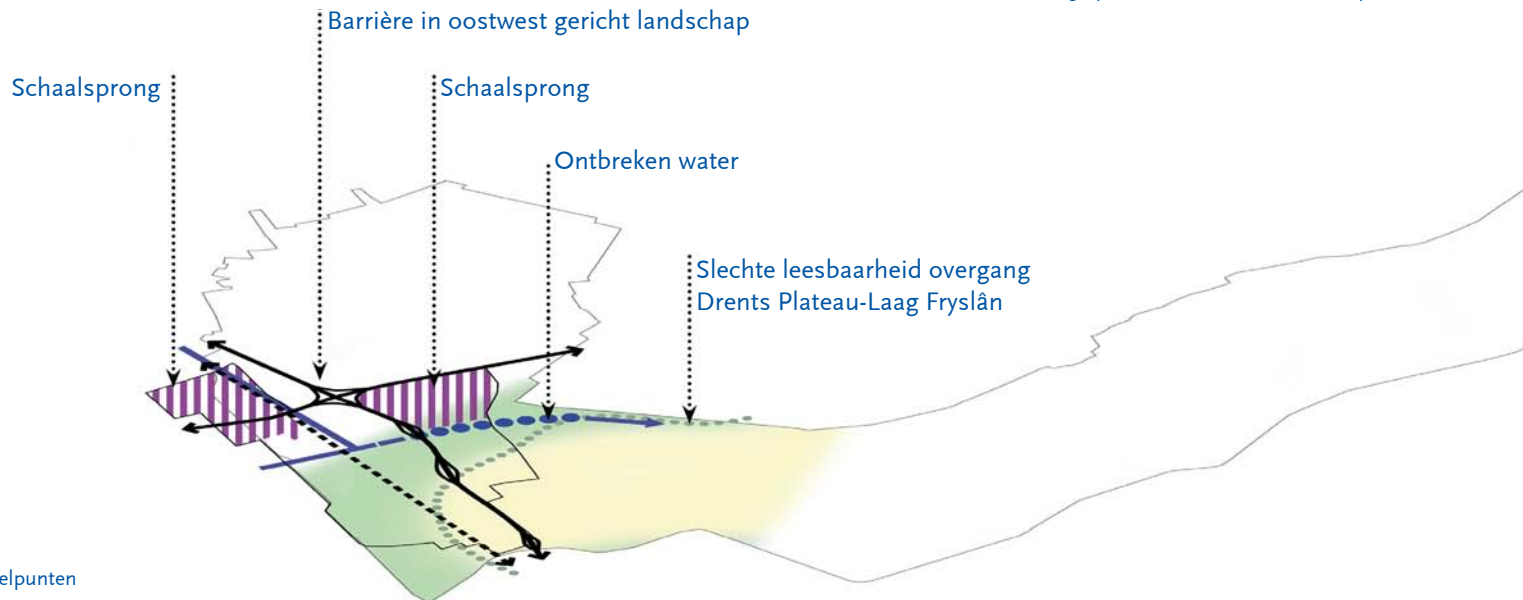 Barrière in oostwest gericht landschap
Schaalsprong
Schaalsprong
Ontbreken water
Slechte leesbaarheid overgang
Drents Plateau-Laag Fryslân
elpunten